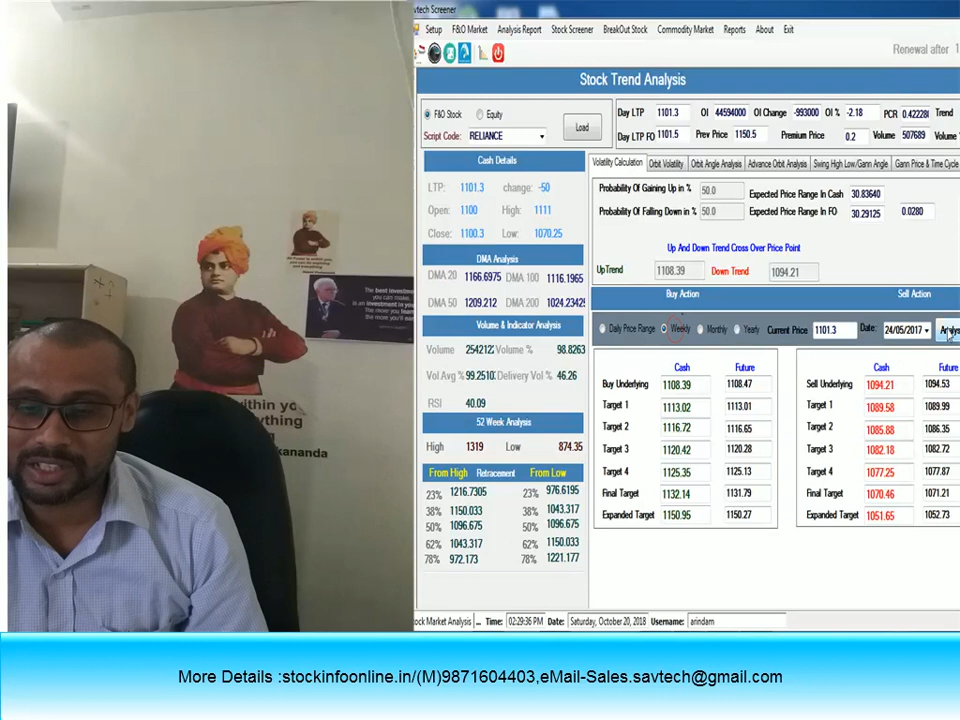 avtech Screener
Setup F&O Market Analysis Report Stock Screener BreakOut Stock Commodity Market Reports About Exit
Renewal after 1
Stock Trend Analysis
F&O Stock Equity
Script Code: RELIANCE Load
Day LTP 1101.3 OI 44594000 OI Change -993000 OI % -2.18 PCR 0.422280 Trend
Day LTP FO 1101.5 Prev Price 1150.5 Premium Price 0.2 Volume 507689 Volume
Cash Details
LTP: 1101.3 change: -50
Open: 1100 High: 1111
Close: 1100.3 Low: 1070.25
DMA Analysis
DMA 20 1166.6975 DMA 100 1116.1965
DMA 50 1209.212 DMA 200 1024.2342
Volume & Indicator Analysis
Volume 254212 Volume % 98.8263
Vol Avg % 99.2510 Delivery Vol % 46.26
RSI 40.09
52 Week Analysis
High 1319 Low 874.35
From High Retracement From Low
23% 1216.7305 23% 976.6195
38% 1150.033 38% 1043.317
50% 1096.675 50% 1096.675
62% 1043.317 62% 1150.033
78% 972.173 78% 1221.177
Volatility Calculation Orbit Volatility Orbit Angle Analysis Advance Orbit Analysis Swing High Low/Gann Angle Gann Price & Time Cycle
Probability Of Gaining Up in % 50.0 Expected Price Range In Cash 30.83640
Probability Of Falling Down in % 50.0 Expected Price Range In FO 30.29125 0.0280
Up And Down Trend Cross Over Price Point
UpTrend 1108.39 Down Trend 1094.21
Buy Action Sell Action
Daily Price Range Weekly Monthly Yearly Current Price 1101.3 Date: 24/05/2017 Analys
Cash Future
Buy Underlying 1108.39 1108.47
Target 1 1113.02 1113.01
Target 2 1116.72 1116.65
Target 3 1120.42 1120.28
Target 4 1125.35 1125.13
Final Target 1132.14 1131.79
Expanded Target 1150.95 1150.27
Cash Future
Sell Underlying 1094.21 1094.53
Target 1 1089.58 1089.99
Target 2 1085.88 1086.35
Target 3 1082.18 1082.72
Target 4 1077.25 1077.87
Final Target 1070.46 1071.21
Expanded Target 1051.65 1052.73
ock Market Analysis ... Time: 02:29:36 PM Date: Saturday, October 20, 2018 Username: arindam
The best
within yo
erything
kananda
More Details :stockinfoonline.in/(M)9871604403,eMail-Sales.savtech@gmail.com